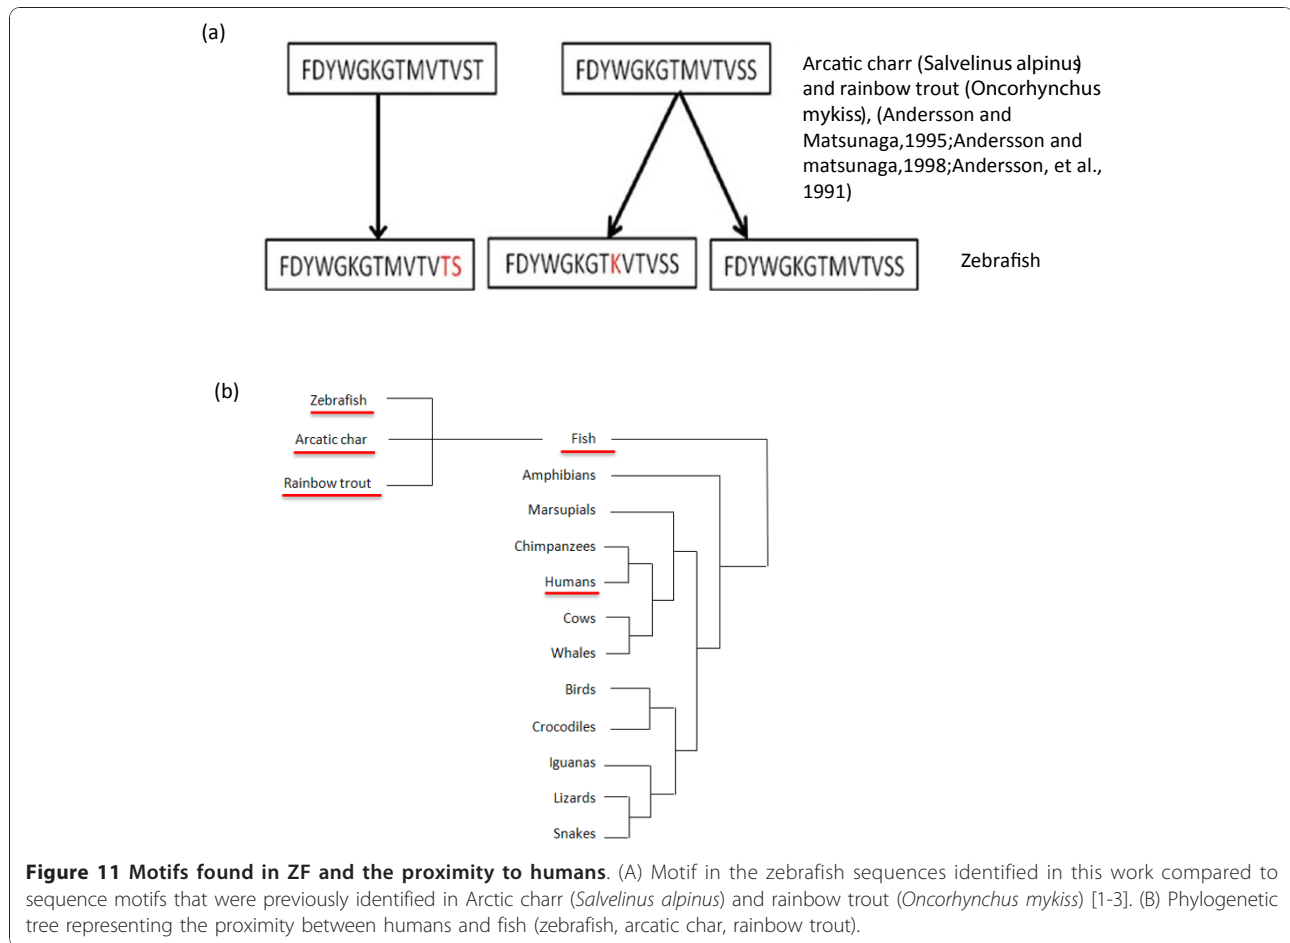 (a)
FDYWGKGTMVTVST
FDYWGKGTMVTVSS
Arcatic charr (Salvelinus alpinus)
and rainbow trout (Oncorhynchus
mykiss), (Andersson and
Matsunaga,1995;Andersson and
matsunaga,1998;Andersson, et al.,
1991)
FDYWGKGTMVTVTS
FDYWGKGTKVTVSS
FDYWGKGTMVTVSS
Zebrafish
(b)
Zebrafish
Arcatic char
Rainbow trout
Fish
Amphibians
Marsupials
Chimpanzees
Humans
Cows
Whales
Birds
Crocodiles
Iguanas
Lizards
Snakes
Figure 11 Motifs found in ZF and the proximity to humans. (A) Motif in the zebrafish sequences identified in this work compared to
sequence motifs that were previously identified in Arctic charr (Salvelinus alpinus) and rainbow trout (Oncorhynchus mykiss) [1-3]. (B) Phylogenetic
tree representing the proximity between humans and fish (zebrafish, arcatic char, rainbow trout).